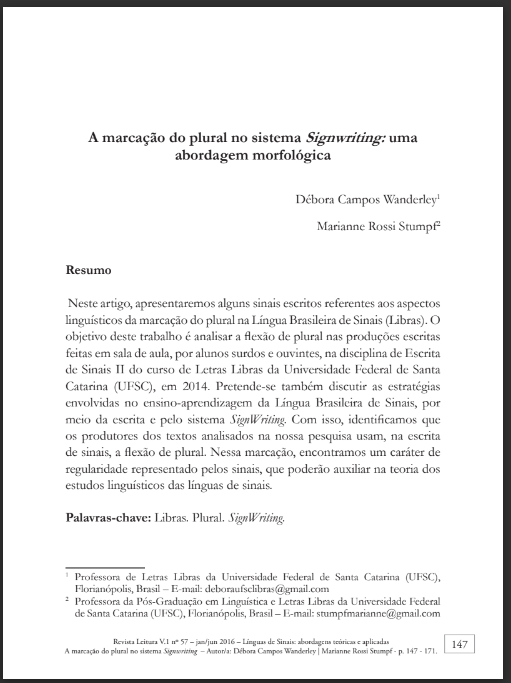 A marcação do plural no sistema Signwriting: uma
abordagem morfológica
Débora Campos Wanderley¹
Marianne Rossi Stumpf²
Resumo
Neste artigo, apresentaremos alguns sinais escritos referentes aos aspectos
linguísticos da marcação do plural na Língua Brasileira de Sinais (Libras). O
objetivo deste trabalho é analisar a flexão de plural nas produções escritas
feitas em sala de aula, por alunos surdos e ouvintes, na disciplina de Escrita
de Sinais II do curso de Letras Libras da Universidade Federal de Santa
Catarina (UFSC), em 2014. Pretende-se também discutir as estratégias
envolvidas no ensino-aprendizagem da Língua Brasileira de Sinais, por
meio da escrita e pelo sistema SignWriting. Com isso, identificamos que
os produtores dos textos analisados na nossa pesquisa usam, na escrita
de sinais, a flexão de plural. Nessa marcação, encontramos um caráter de
regularidade representado pelos sinais, que poderão auxiliar na teoria dos
estudos linguísticos das línguas de sinais.
Palavras-chave: Libras. Plural. SignWriting.
¹ Professora de Letras Libras da Universidade Federal de Santa Catarina (UFSC),
Florianópolis, Brasil – E-mail: deboraufsclibras@gmail.com
² Professora da Pós-Graduação em Linguística e Letras Libras da Universidade Federal
de Santa Catarina (UFSC), Florianópolis, Brasil – E-mail: stumpfmarianne@gmail.com
Revista Leitura V.1 nº 57 – jan/jun 2016 – Línguas de Sinais: abordagens teóricas e aplicadas
A marcação do plural no sistema Signwriting – Autor/a: Débora Campos Wanderley | Marianne Rossi Stumpf - p. 147 - 171.
147